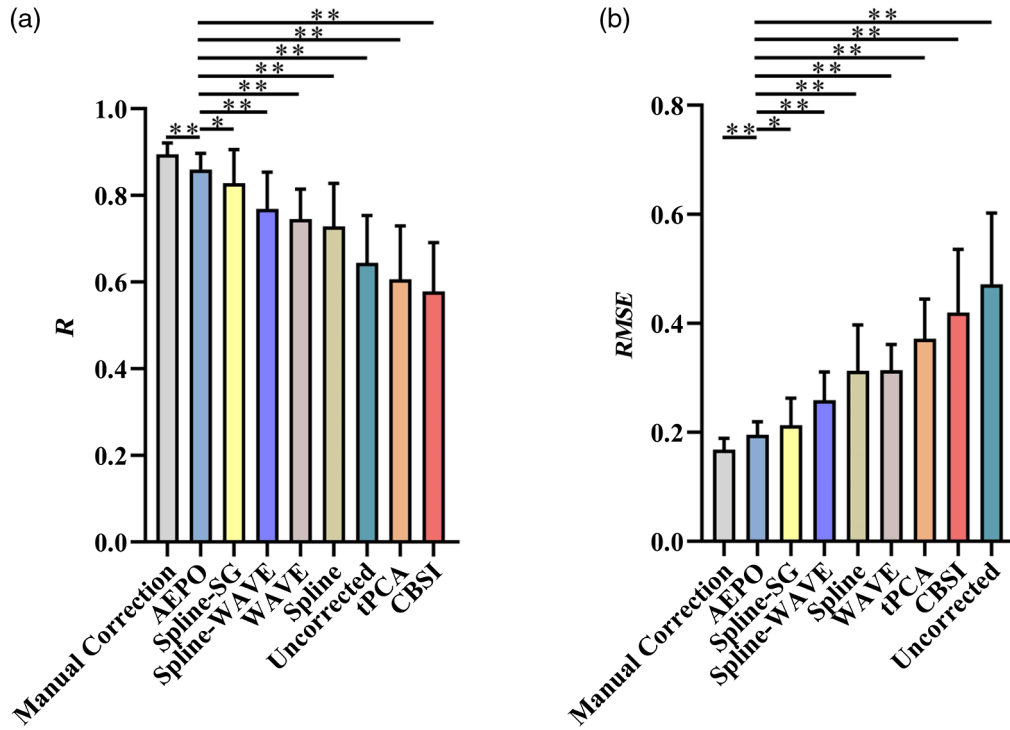 (a)
**
**
**
**
**
**
*
**
1.0
0.8
0.6
0.4
0.2
0.0
R
Manual Correction
AEPO
Spline-SG
Spline-WAVE
WAVE
Spline
Uncorrected
tPCA
CBSI
(b)
**
**
**
**
**
**
*
**
0.8
0.6
0.4
0.2
0.0
RMSE
Manual Correction
AEPO
Spline-SG
Spline-WAVE
Spline
WAVE
tPCA
CBSI
Uncorrected